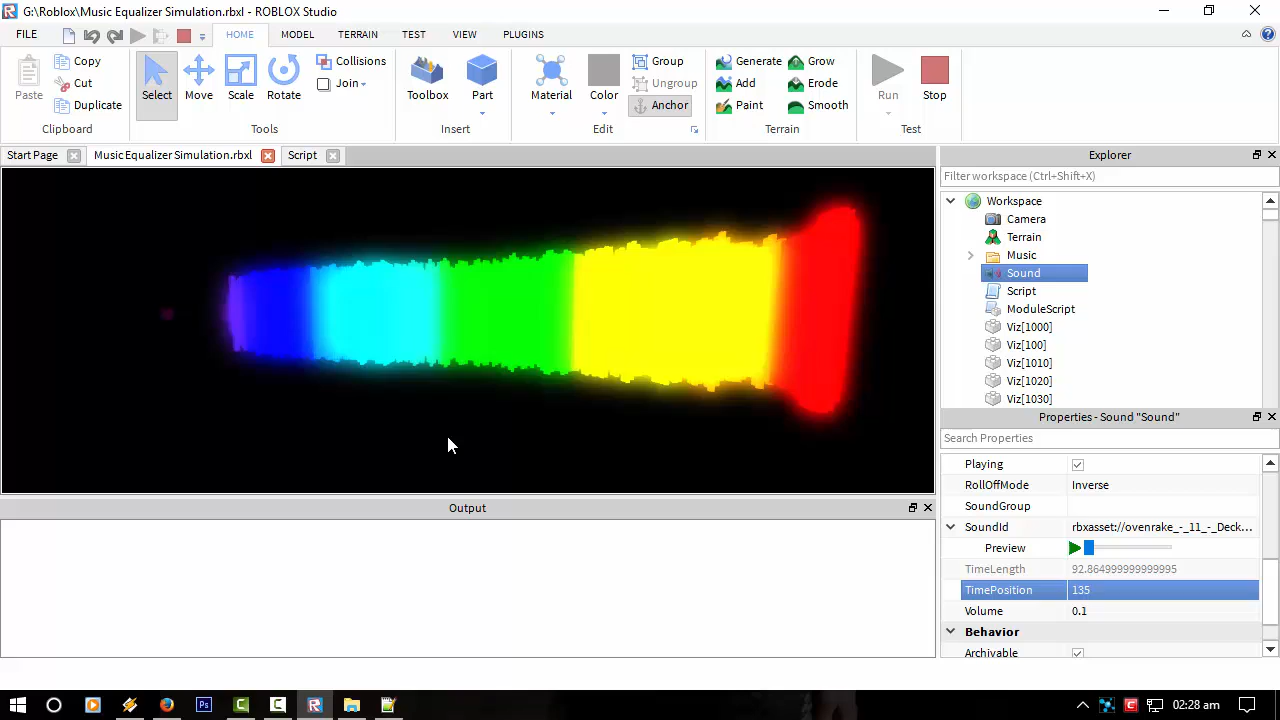 G:\Roblox\Music Equalizer Simulation.rbxl - ROBLOX Studio
FILE HOME MODEL TERRAIN TEST VIEW PLUGINS
Copy Collisions Group Generate Grow
Cut Join Ungroup Add Erode
Paste Duplicate Select Move Scale Rotate Toolbox Part Material Color Anchor Paint Smooth Run Stop
Clipboard Tools Insert Edit Terrain Test
Start Page Music Equalizer Simulation.rbxl Script
Explorer
Filter workspace (Ctrl+Shift+X)
Workspace
Camera
Terrain
Music
Sound
Script
ModuleScript
Viz[1000]
Viz[100]
Viz[1010]
Viz[1020]
Viz[1030]
Properties - Sound "Sound"
Search Properties
Playing
RollOffMode Inverse
SoundGroup
SoundId rbxasset://ovenrake_-_11_-_Deck...
Preview
TimeLength 92.864999999999995
TimePosition 135
Volume 0.1
Behavior
Archivable
Output
Ps
02:28 am